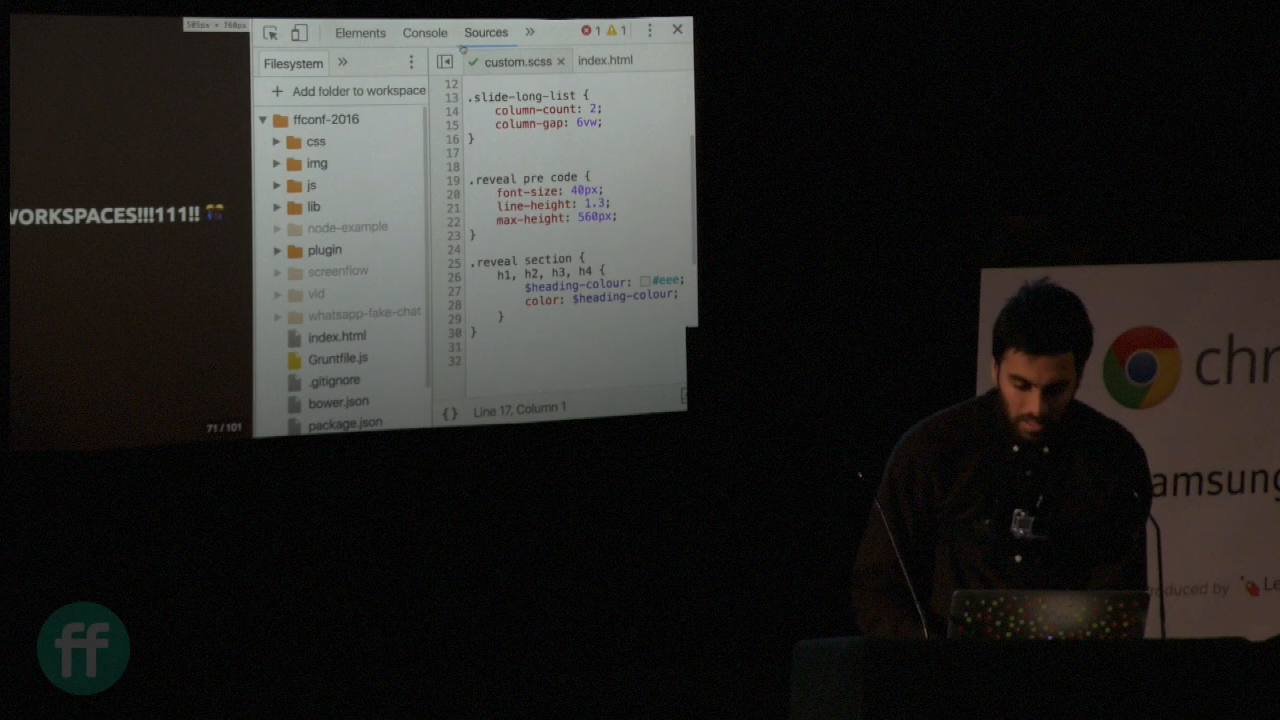 505px × 760px
Elements Console Sources »
1 1
Filesystem »
custom.scss × index.html
+ Add folder to workspace
ffconf-2016
css
img
js
lib
node-example
plugin
screenflow
vid
whatsapp-fake-chat
index.html
Gruntfile.js
.gitignore
bower.json
package.json
12
13 .slide-long-list {
14 column-count: 2;
15 column-gap: 6vw;
16 }
17
18
19 .reveal pre code {
20 font-size: 40px;
21 line-height: 1.3;
22 max-height: 560px;
23 }
24
25 .reveal section {
26 h1, h2, h3, h4 {
27 $heading-colour: #eee;
28 color: $heading-colour;
29 }
30 }
31
32
{} Line 17, Column 1
WORKSPACES!!!111!!
71 / 101
chr
amsung
oduced by Le
ff